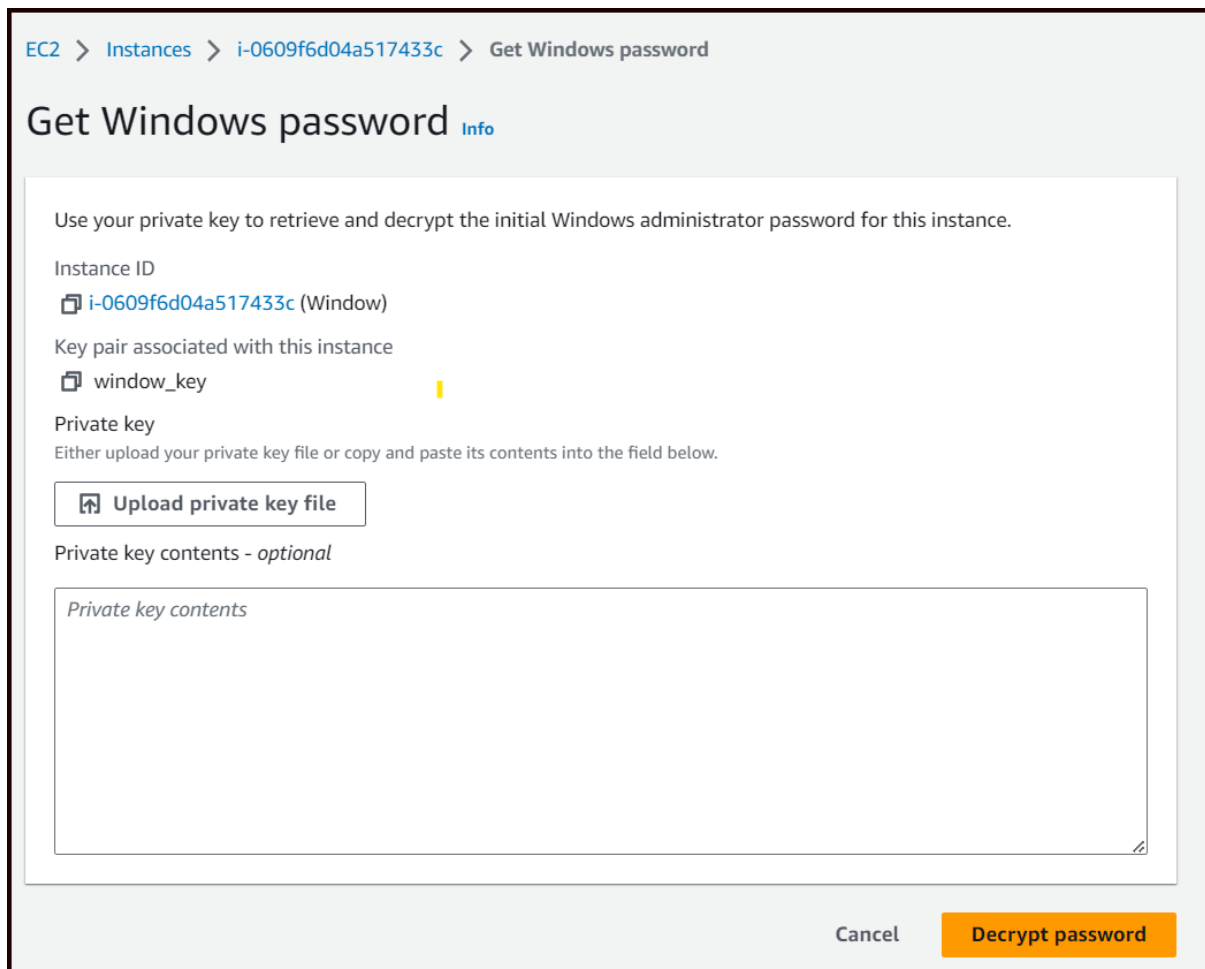 EC2 > Instances > i-0609f6d04a517433c > Get Windows password
Get Windows password Info
Use your private key to retrieve and decrypt the initial Windows administrator password for this instance.
Instance ID
i-0609f6d04a517433c (Window)
Key pair associated with this instance
window_key
Private key
Either upload your private key file or copy and paste its contents into the field below.
Upload private key file
Private key contents - optional
Private key contents
Cancel Decrypt password